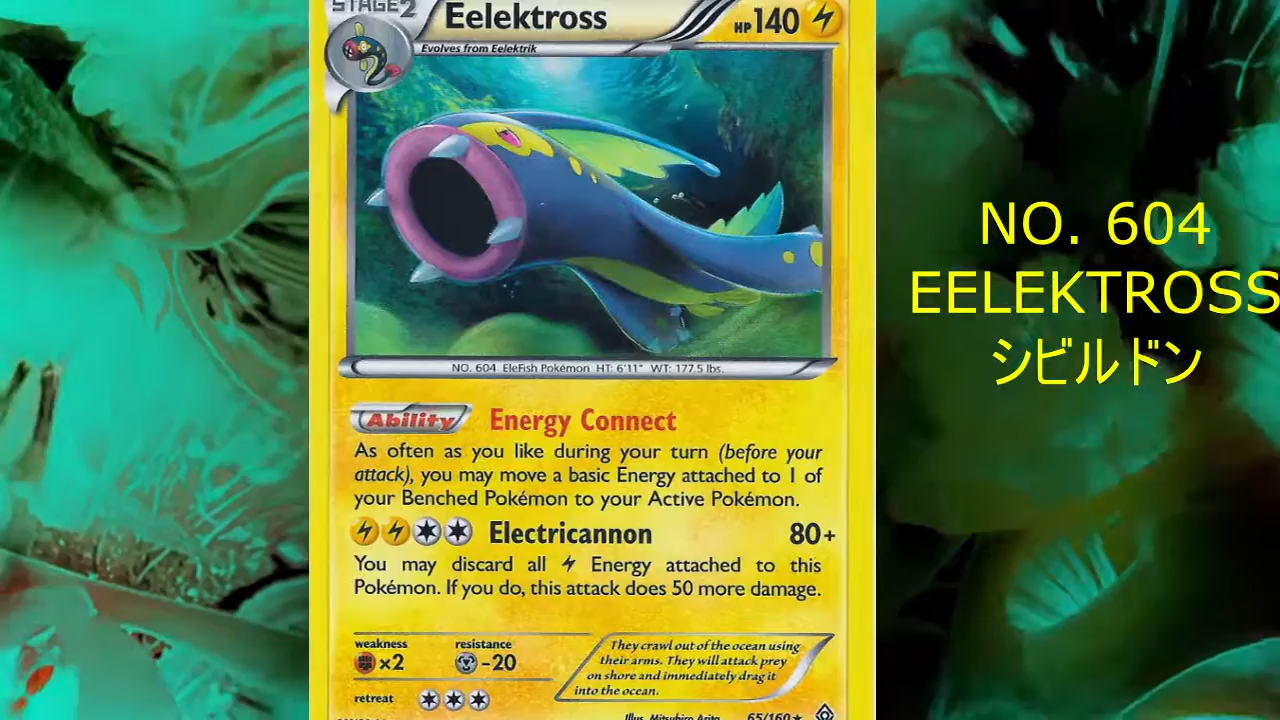 STAGE2
Eelektross
HP140
Evolves from Eelektrik
NO. 604 EleFish Pokémon HT: 6'11" WT: 177.5 lbs.
Ability Energy Connect
As often as you like during your turn (before your
attack), you may move a basic Energy attached to 1 of
your Benched Pokémon to your Active Pokémon.
Electricannon 80+
You may discard all Energy attached to this
Pokémon. If you do, this attack does 50 more damage.
weakness
×2
resistance
-20
retreat
They crawl out of the ocean using
their arms. They will attack prey
on shore and immediately drag it
into the ocean.
Illus. Mitsuhiro Arita
65/160
NO. 604
EELEKTROSS
シビルドン